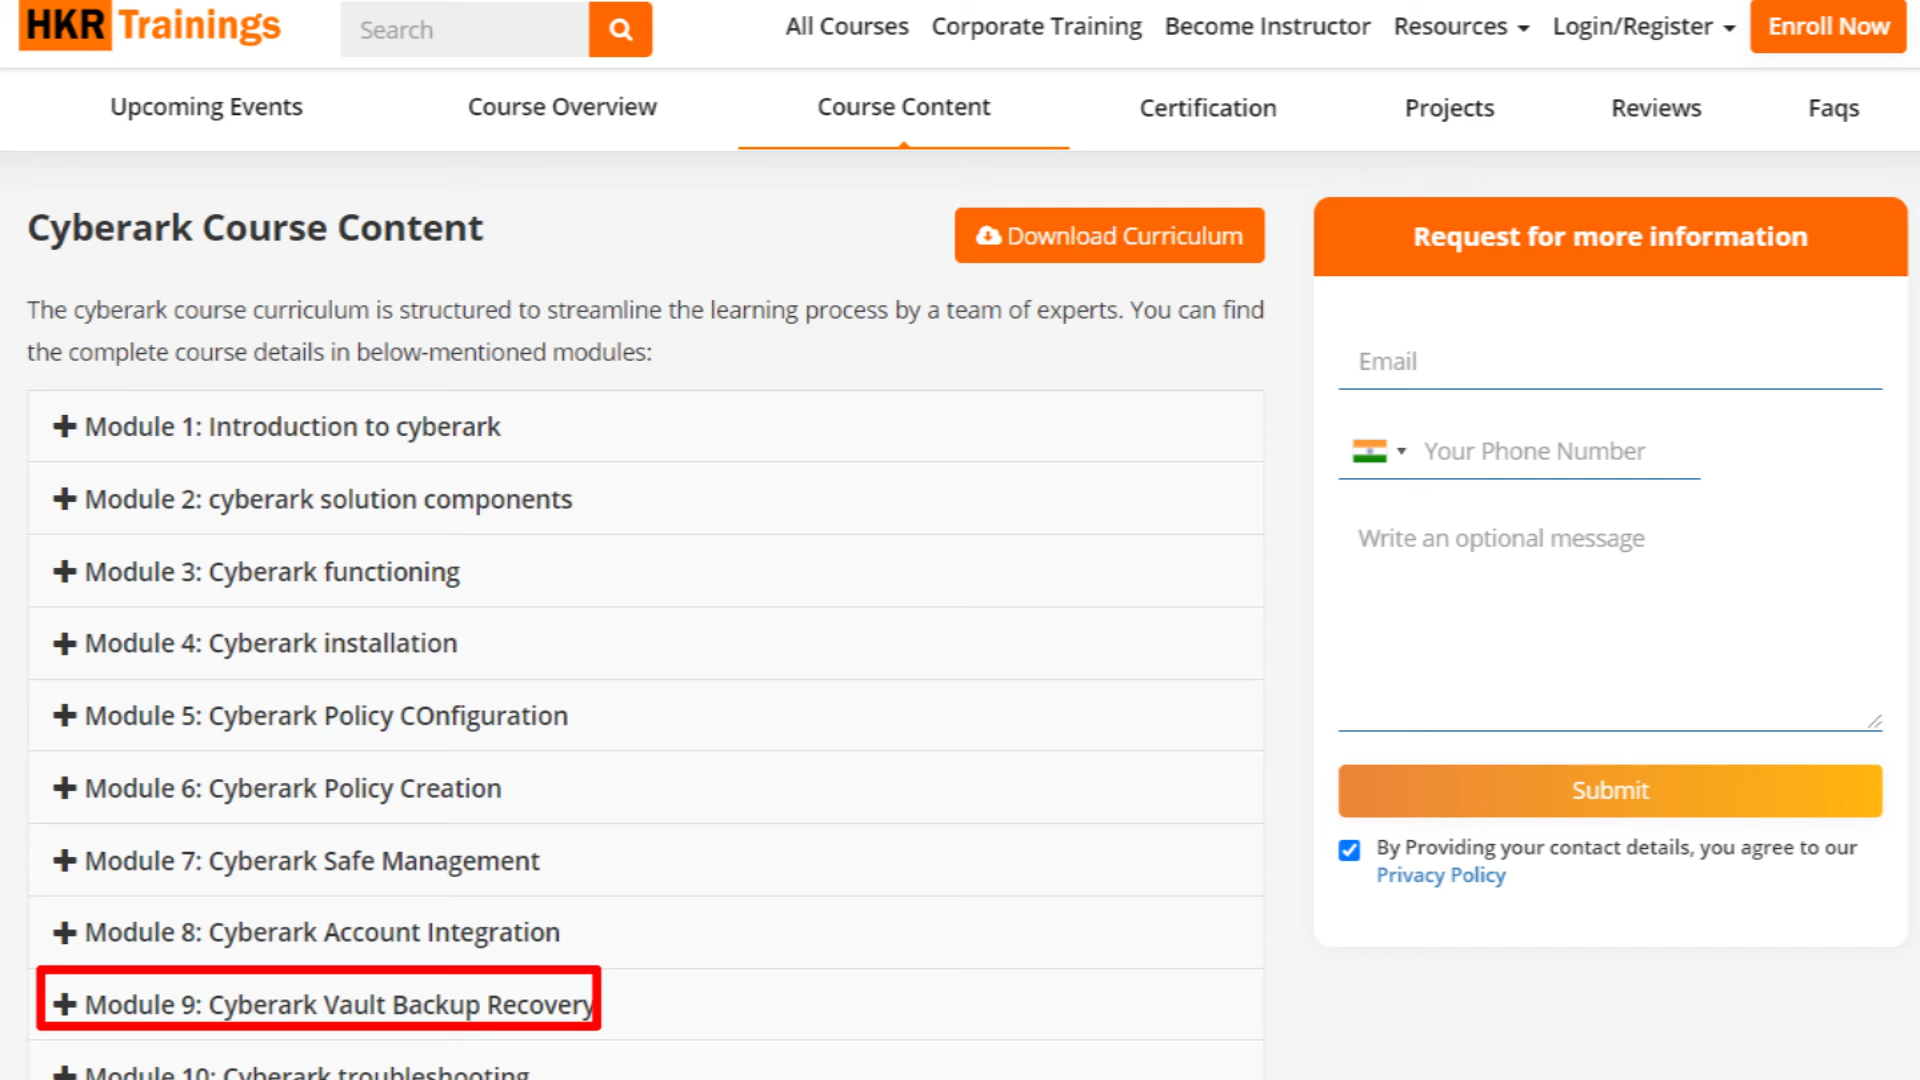 HKR Trainings
Search
All Courses Corporate Training Become Instructor Resources Login/Register Enroll Now
Upcoming Events Course Overview Course Content Certification Projects Reviews Faqs
Cyberark Course Content
Download Curriculum
The cyberark course curriculum is structured to streamline the learning process by a team of experts. You can find
the complete course details in below-mentioned modules:
Module 1: Introduction to cyberark
Module 2: cyberark solution components
Module 3: Cyberark functioning
Module 4: Cyberark installation
Module 5: Cyberark Policy COnfiguration
Module 6: Cyberark Policy Creation
Module 7: Cyberark Safe Management
Module 8: Cyberark Account Integration
Module 9: Cyberark Vault Backup Recovery
Module 10: Cyberark troubleshooting
Request for more information
Email
Your Phone Number
Write an optional message
Submit
By Providing your contact details, you agree to our
Privacy Policy